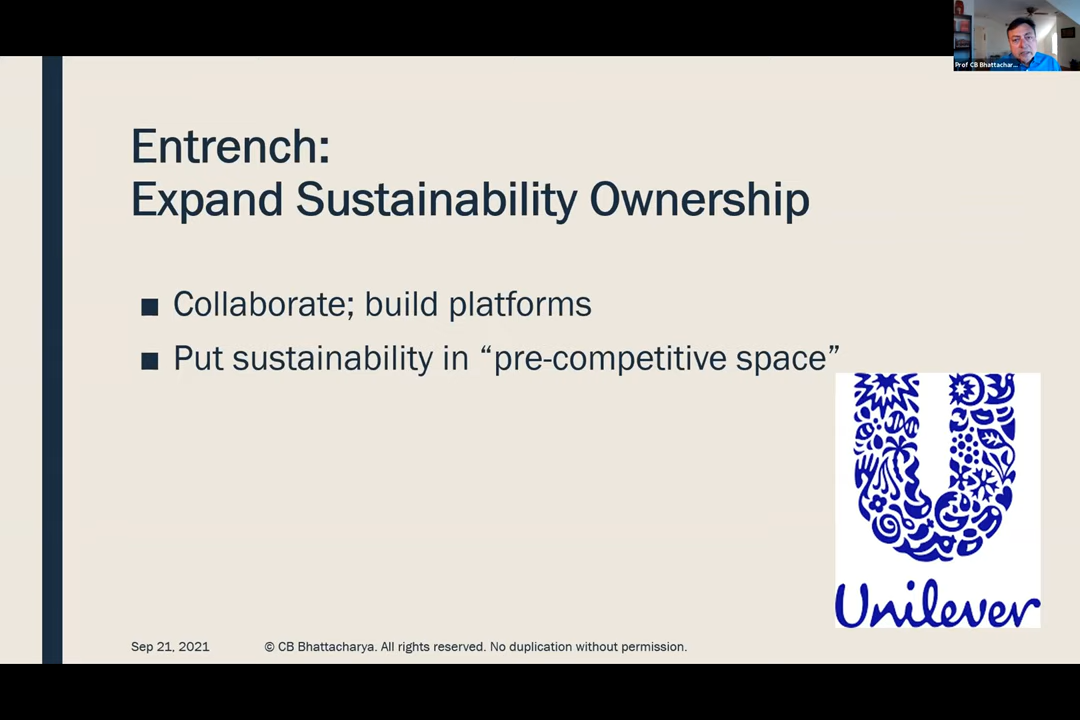 Prof CB Bhattachar...
Entrench:
Expand Sustainability Ownership
■ Collaborate; build platforms
■ Put sustainability in “pre-competitive space”
Unilever
Sep 21, 2021
© CB Bhattacharya. All rights reserved. No duplication without permission.